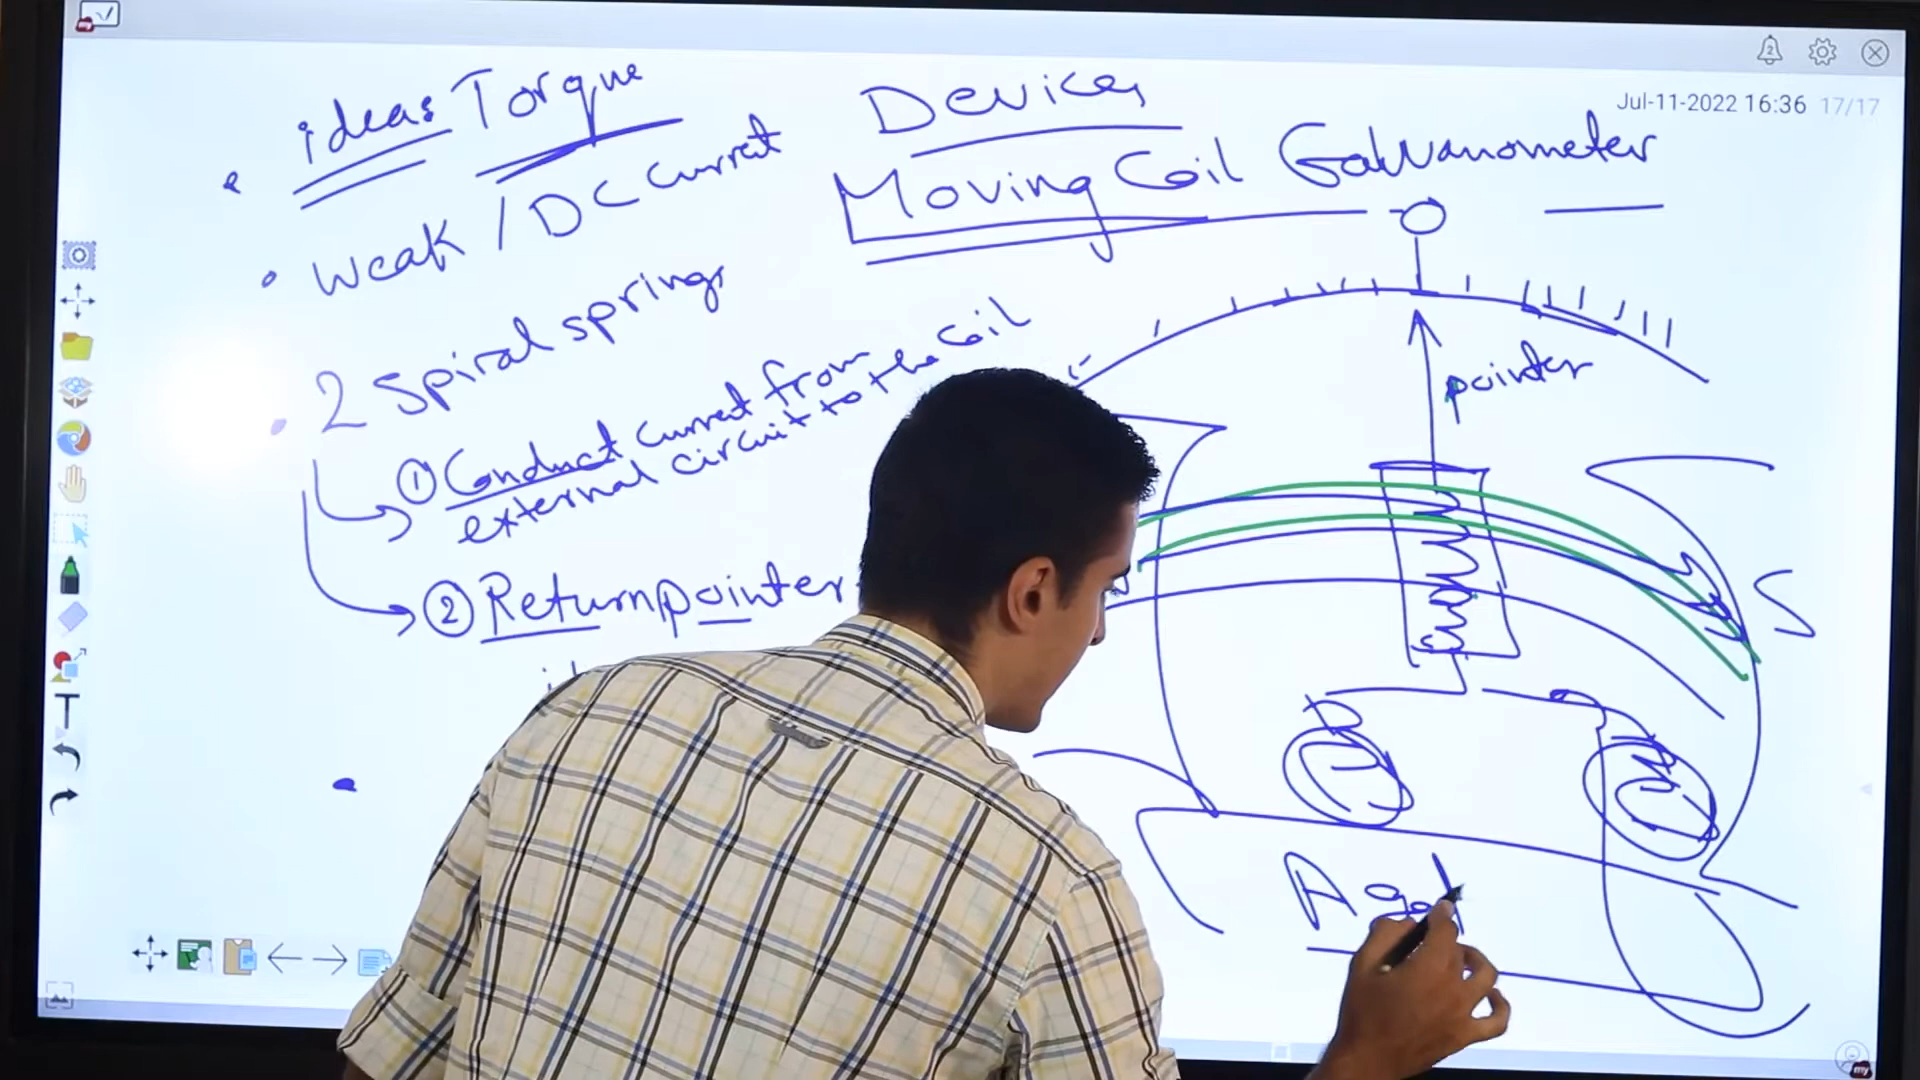 Jul-11-2022 16:36 17/17
Devices
Moving Coil Galvanometer
ideas Torque
weak / DC current
2 Spiral springs
① Conduct current from
external circuit to the coil
② Return pointer
pointer
S